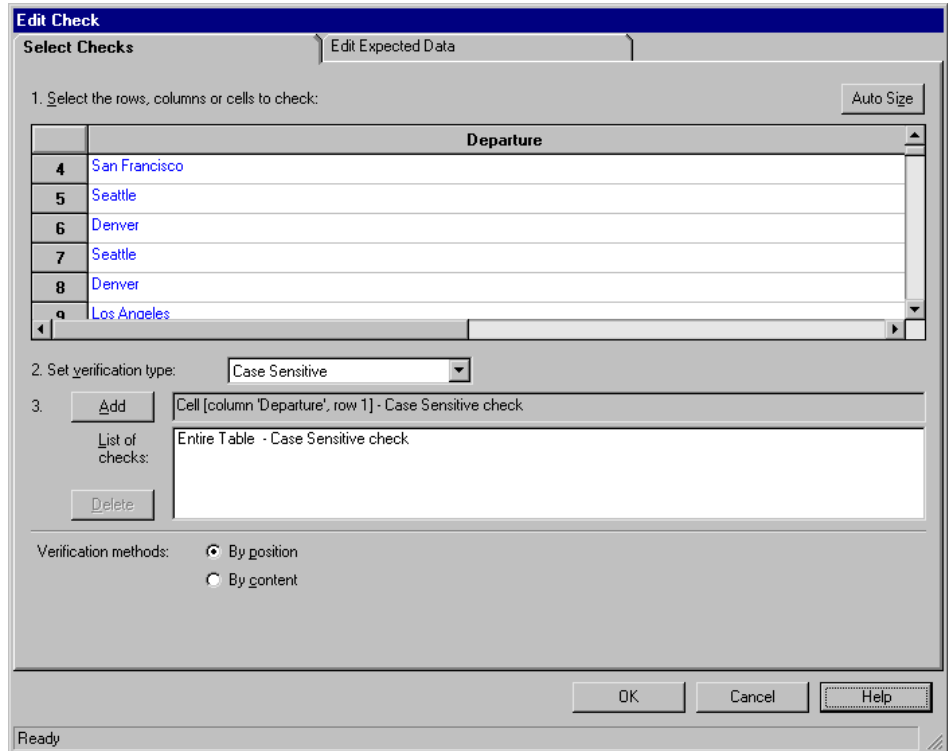 Edit Check
Select Checks
Edit Expected Data
1. Select the rows, columns or cells to check:
Auto Size
Departure
4 San Francisco
5 Seattle
6 Denver
7 Seattle
8 Denver
9 Los Angeles
2. Set verification type: Case Sensitive
3. Add Cell [column 'Departure', row 1] - Case Sensitive check
List of checks: Entire Table - Case Sensitive check
Delete
Verification methods: By position
By content
OK Cancel Help
Ready